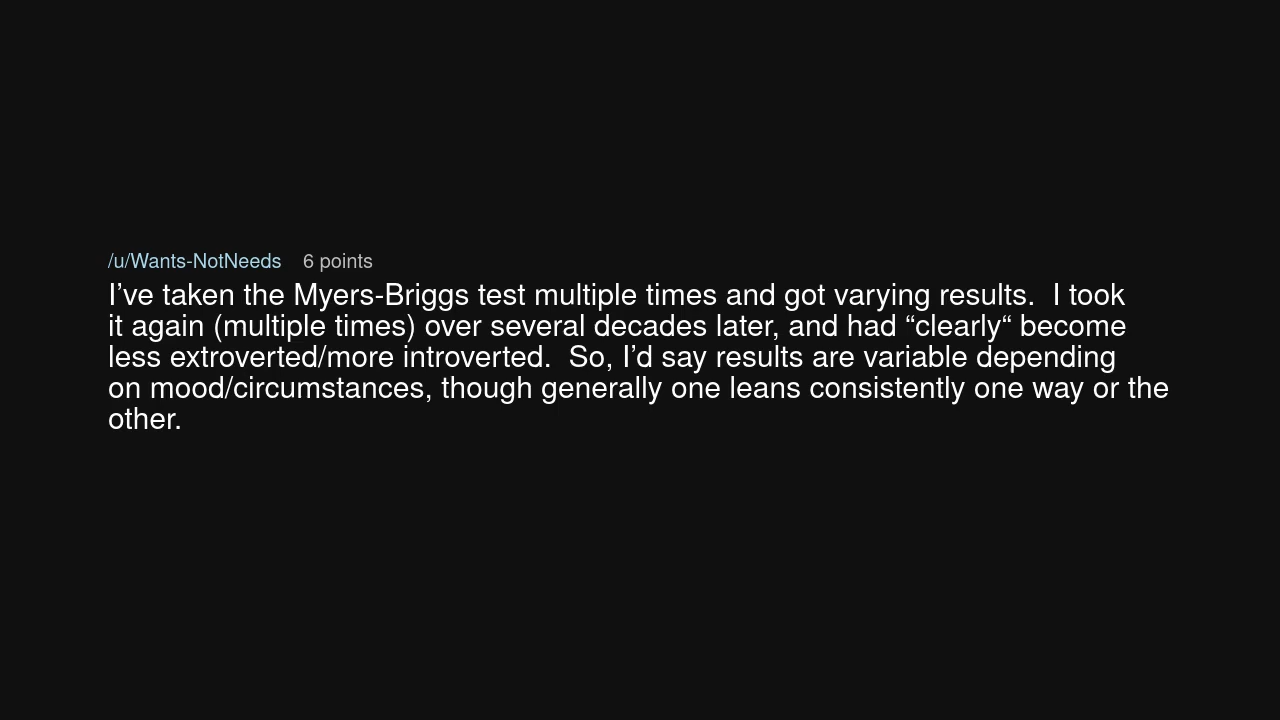 /u/Wants-NotNeeds 6 points
I’ve taken the Myers-Briggs test multiple times and got varying results.  I took
it again (multiple times) over several decades later, and had “clearly“ become
less extroverted/more introverted.  So, I’d say results are variable depending
on mood/circumstances, though generally one leans consistently one way or the
other.